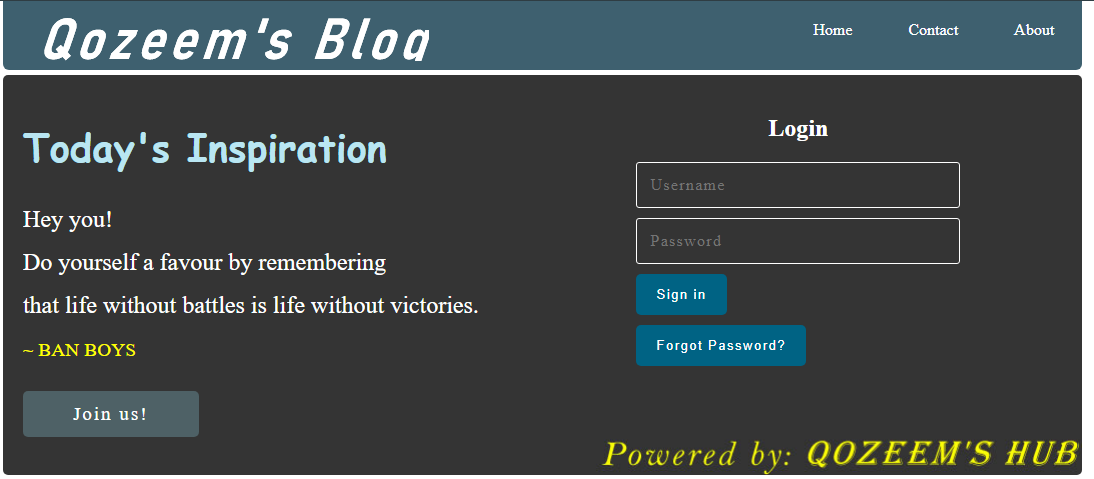 Qozeem's Blog
Home Contact About
Today's Inspiration
Hey you!
Do yourself a favour by remembering
that life without battles is life without victories.
~ BAN BOYS
Join us!
Login
Username
Password
Sign in
Forgot Password?
Powered by: QOZEEM'S HUB